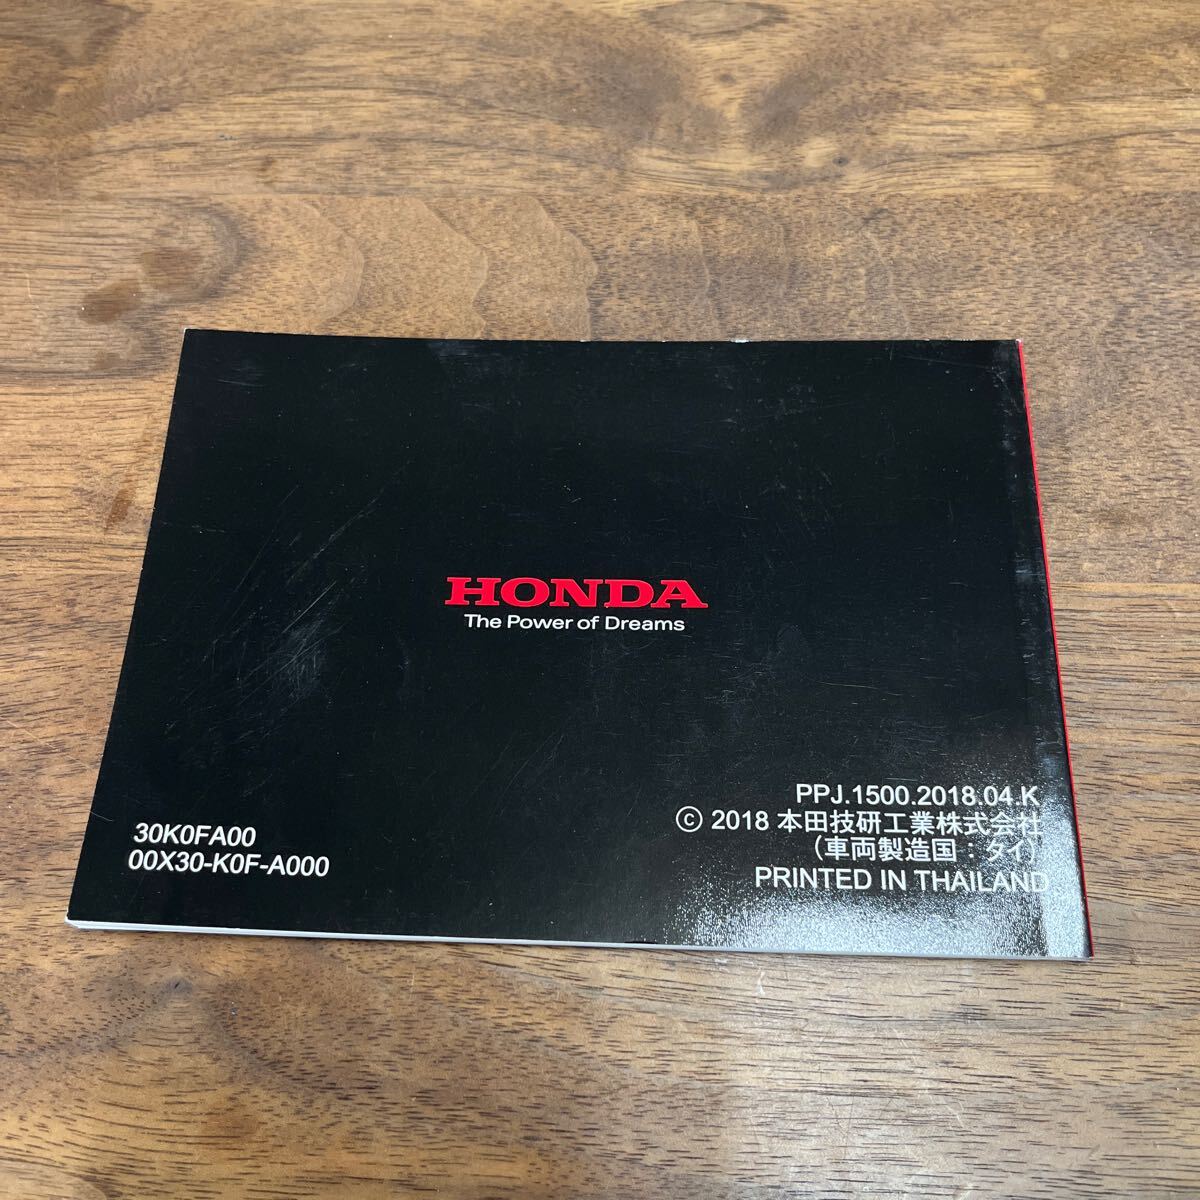 HONDA
The Power of Dreams
30K0FA00
00X30-K0F-A000
PPJ.1500.2018.04.K
© 2018 本田技研工業株式会社
(車両製造国：タイ)
PRINTED IN THAILAND